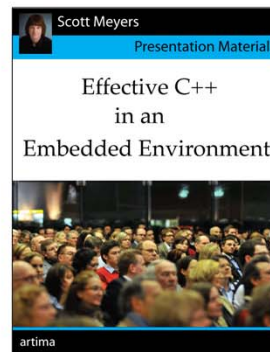 Scott Meyers
Presentation Material
Effective C++
in an
Embedded Environment
artima